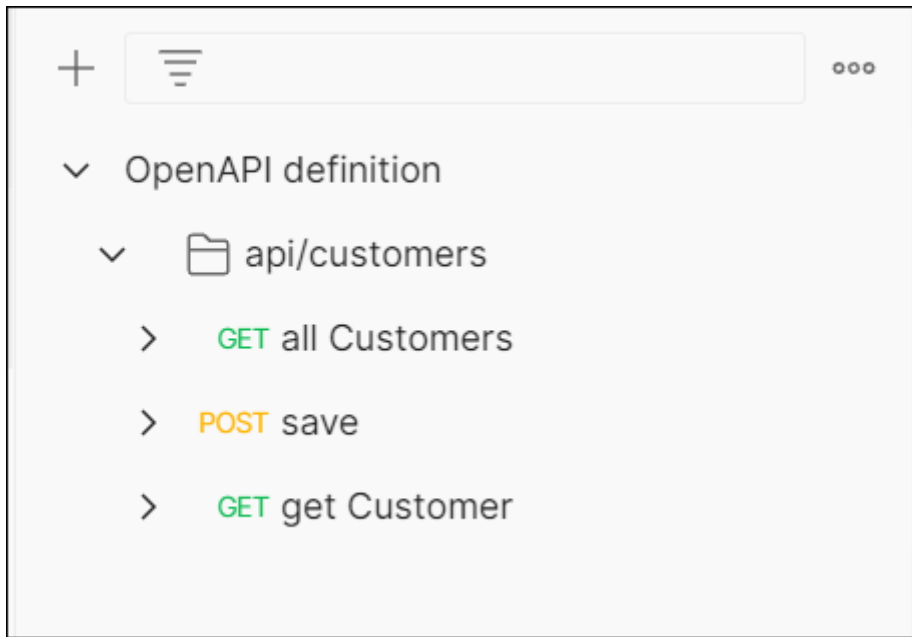 OpenAPI definition
api/customers
GET all Customers
POST save
GET get Customer